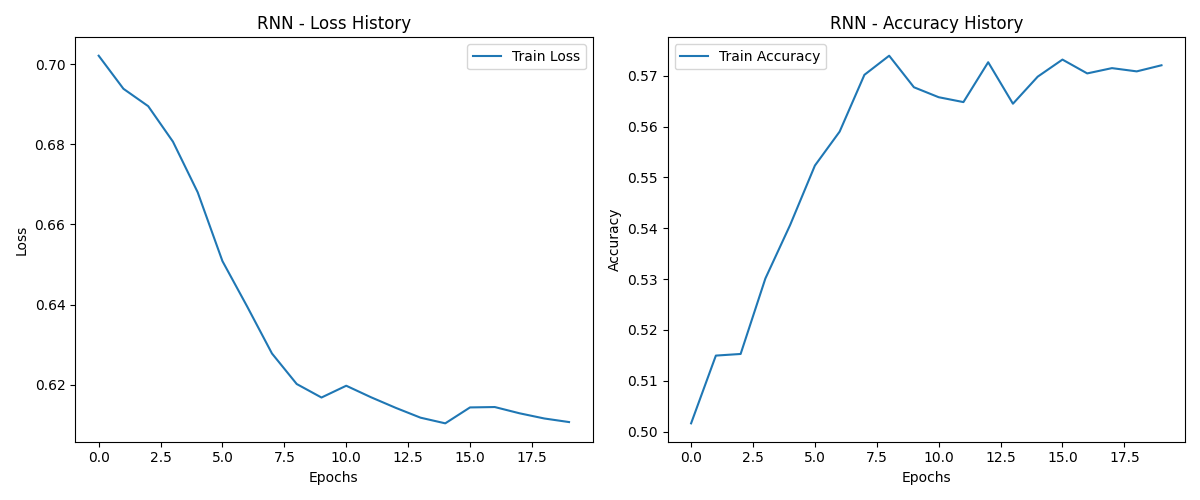 RNN - Loss History
Train Loss
0.70
0.68
0.66
0.64
0.62
Loss
0.0 2.5 5.0 7.5 10.0 12.5 15.0 17.5
Epochs
RNN - Accuracy History
Train Accuracy
0.57
0.56
0.55
0.54
0.53
0.52
0.51
0.50
Accuracy
0.0 2.5 5.0 7.5 10.0 12.5 15.0 17.5
Epochs